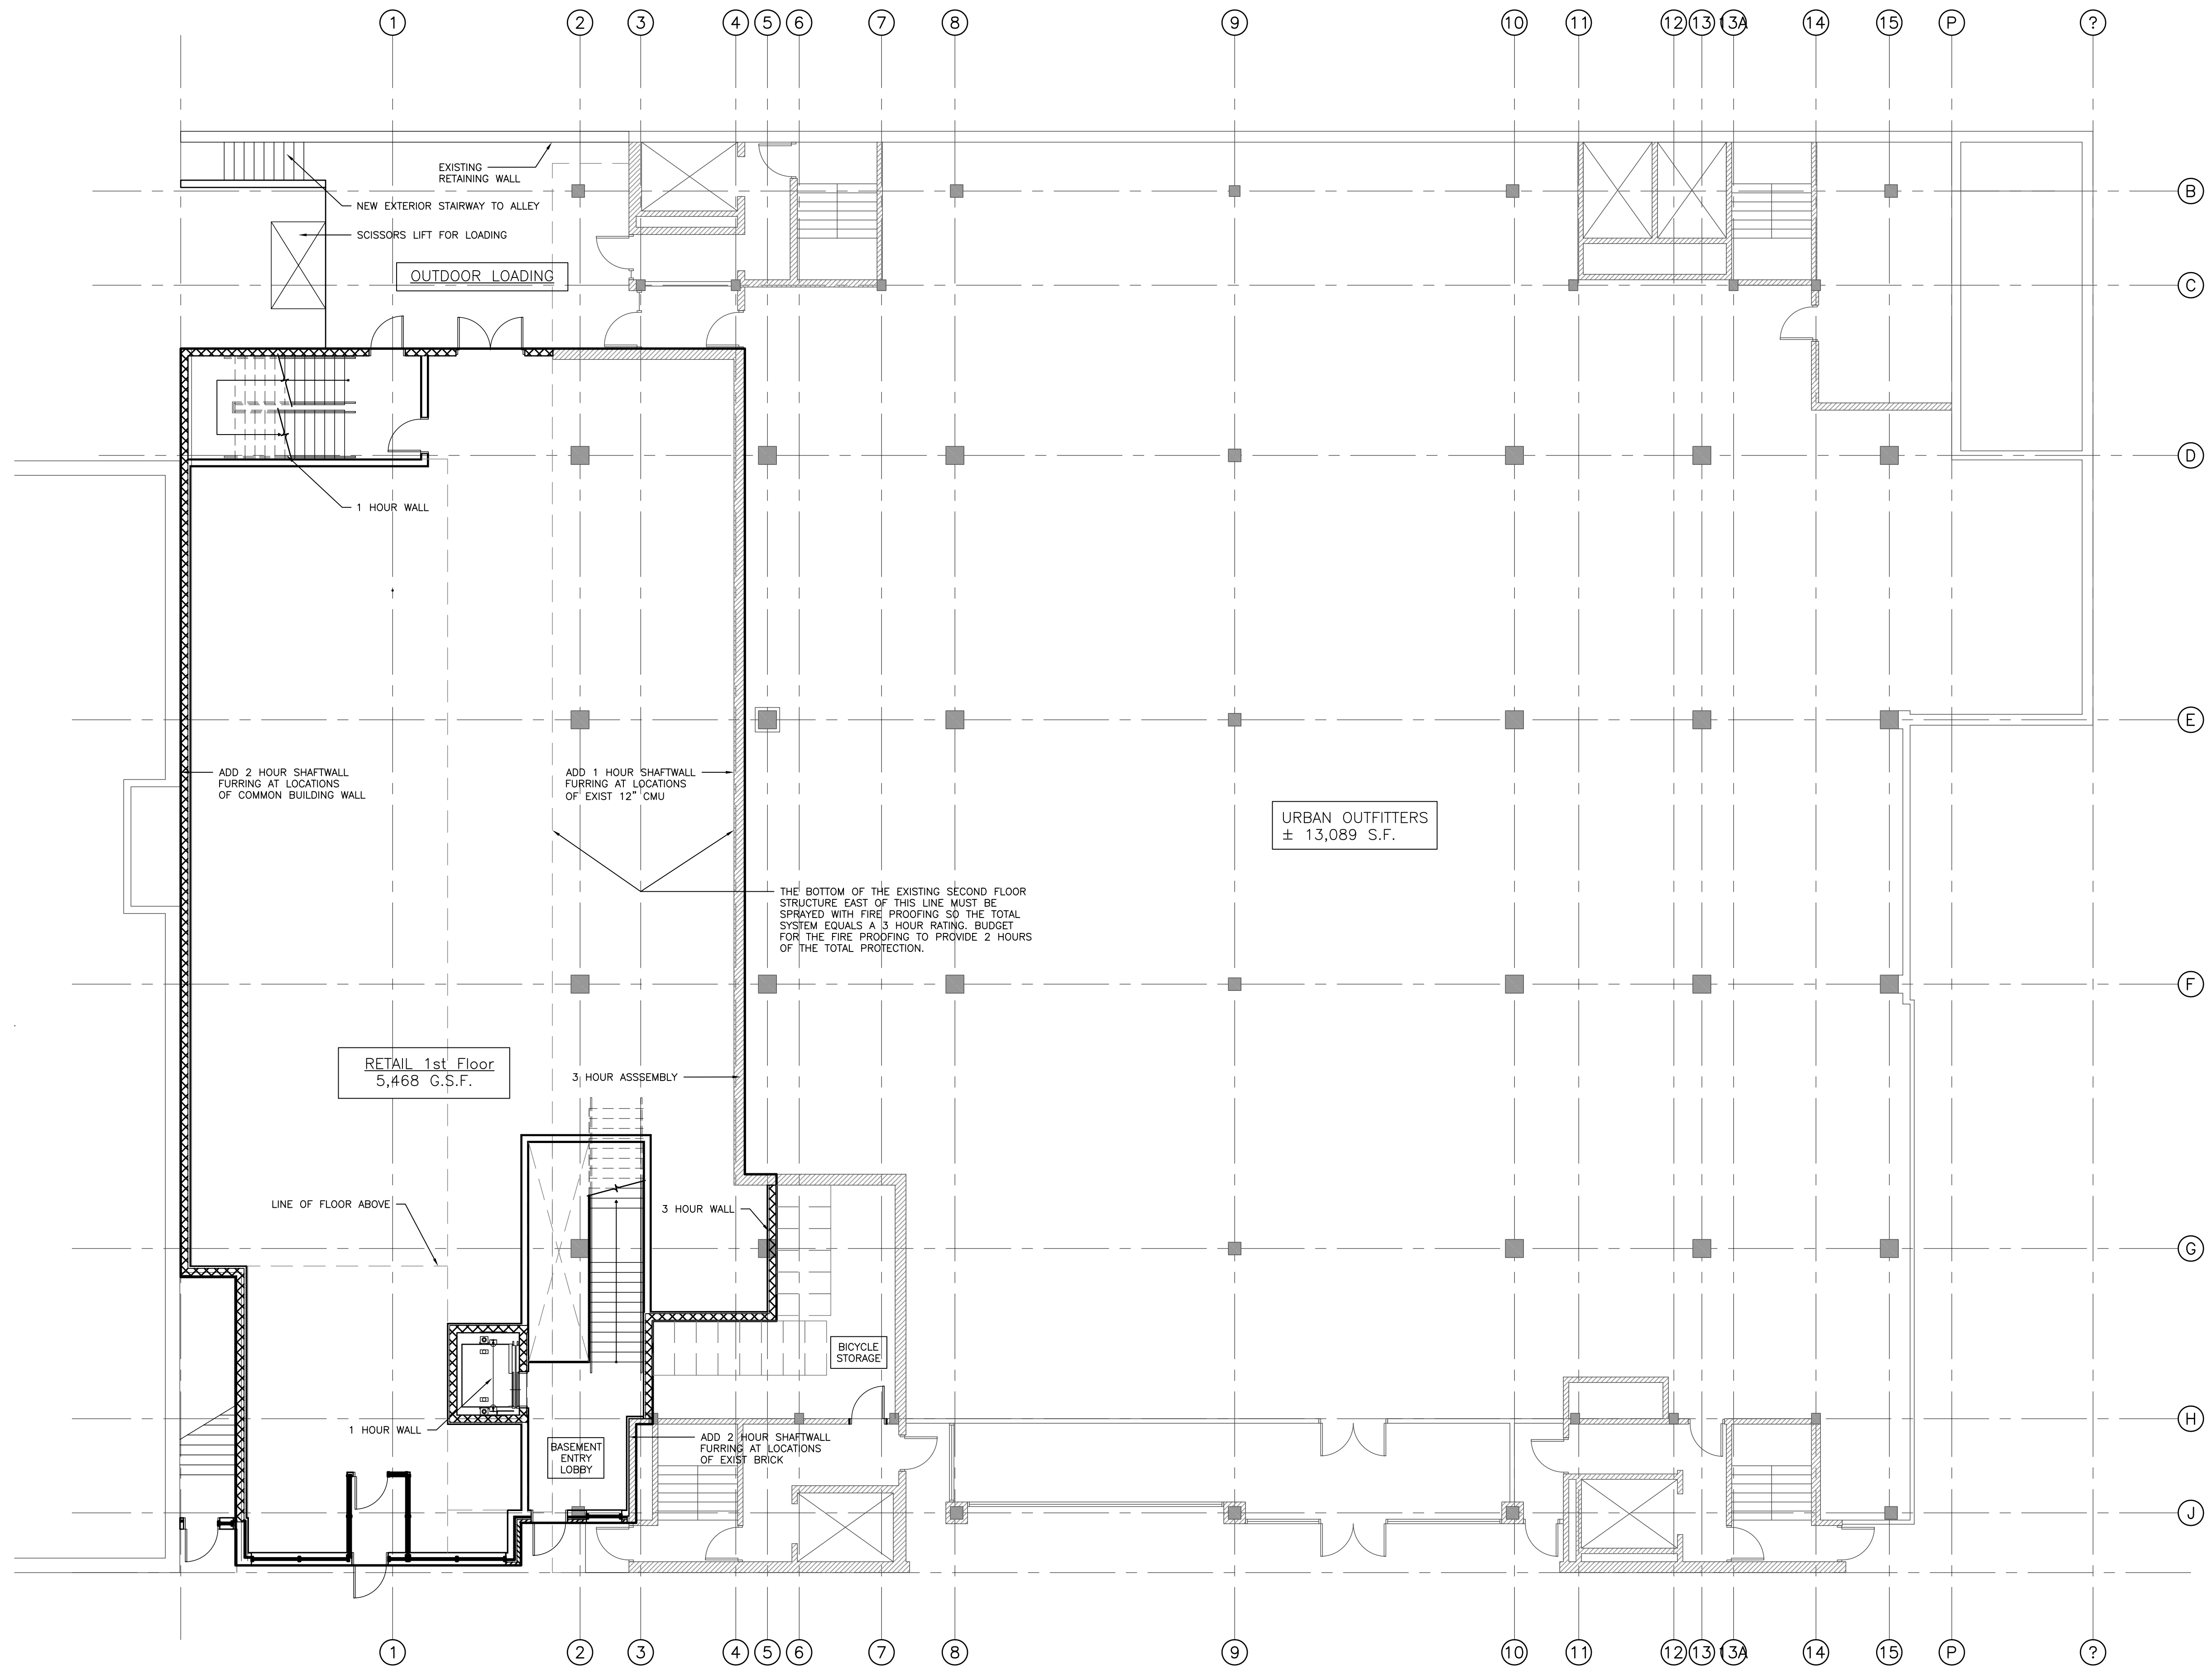 1 2 3 4 5 6 7 8 9 10 11 12 13 13A 14 15 P ?
EXISTING
RETAINING WALL
B
NEW EXTERIOR STAIRWAY TO ALLEY
SCISSORS LIFT FOR LOADING
OUTDOOR LOADING
C
D
1 HOUR WALL
E
ADD 2 HOUR SHAFTWALL
FURRING AT LOCATIONS
OF COMMON BUILDING WALL
ADD 1 HOUR SHAFTWALL
FURRING AT LOCATIONS
OF EXIST 12" CMU
URBAN OUTFITTERS
± 13,089 S.F.
THE BOTTOM OF THE EXISTING SECOND FLOOR
STRUCTURE EAST OF THIS LINE MUST BE
SPRAYED WITH FIRE PROOFING SO THE TOTAL
SYSTEM EQUALS A 3 HOUR RATING. BUDGET
FOR THE FIRE PROOFING TO PROVIDE 2 HOURS
OF THE TOTAL PROTECTION.
F
RETAIL 1st Floor
5,468 G.S.F.
3 HOUR ASSSEMBLY
LINE OF FLOOR ABOVE
3 HOUR WALL
G
BICYCLE
STORAGE
H
1 HOUR WALL
BASEMENT
ENTRY
LOBBY
ADD 2 HOUR SHAFTWALL
FURRING AT LOCATIONS
OF EXIST BRICK
J
1 2 3 4 5 6 7 8 9 10 11 12 13 13A 14 15 P ?